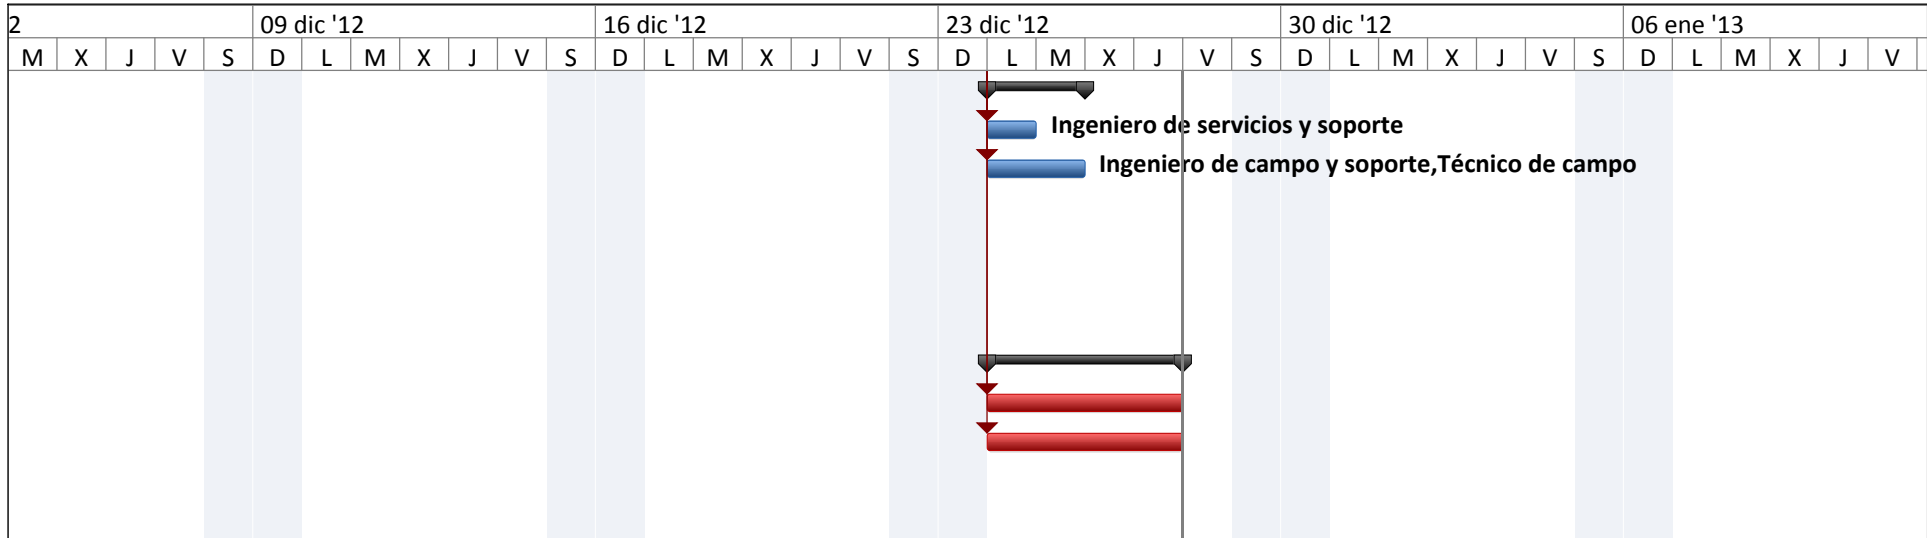 2 09 dic '12 16 dic '12 23 dic '12 30 dic '12 06 ene '13
M X J V S D L M X J V S D L M X J V S D L M X J V S D L M X J V S D L M X J V
Ingeniero de servicios y soporte
Ingeniero de campo y soporte,Técnico de campo